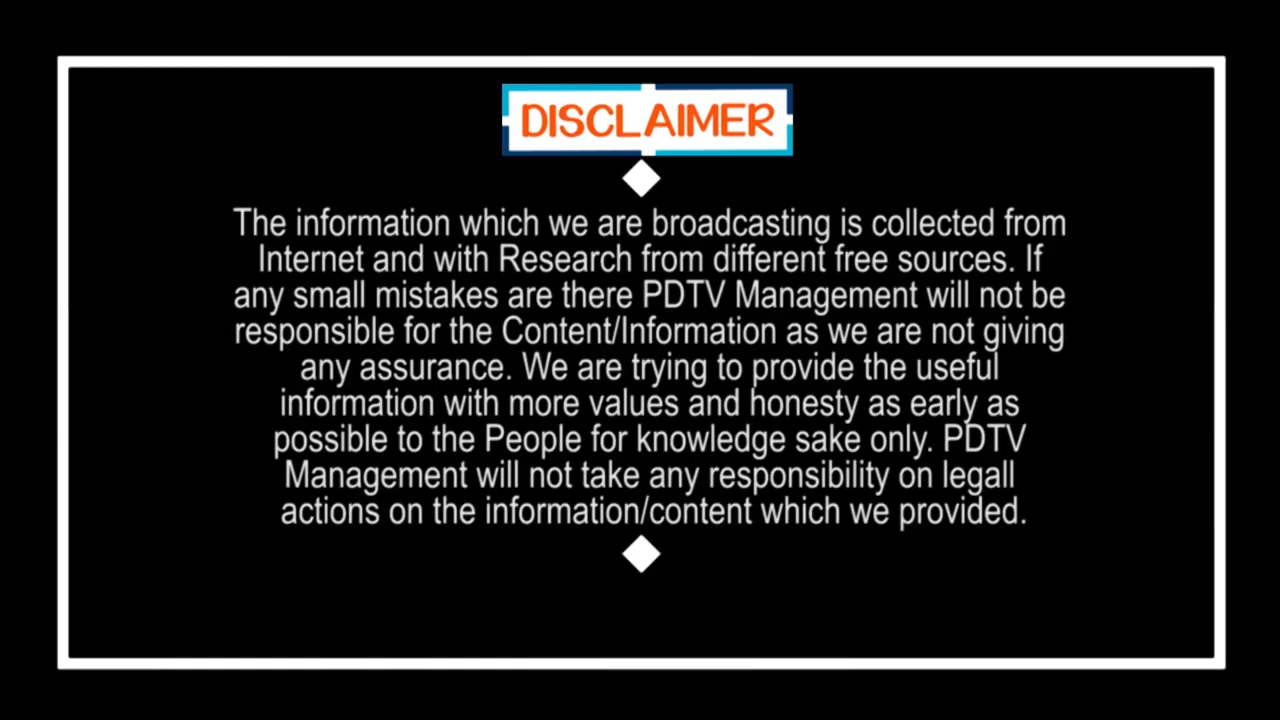 DISCLAIMER
The information which we are broadcasting is collected from
Internet and with Research from different free sources. If
any small mistakes are there PDTV Management will not be
responsible for the Content/Information as we are not giving
any assurance. We are trying to provide the useful
information with more values and honesty as early as
possible to the People for knowledge sake only. PDTV
Management will not take any responsibility on legall
actions on the information/content which we provided.